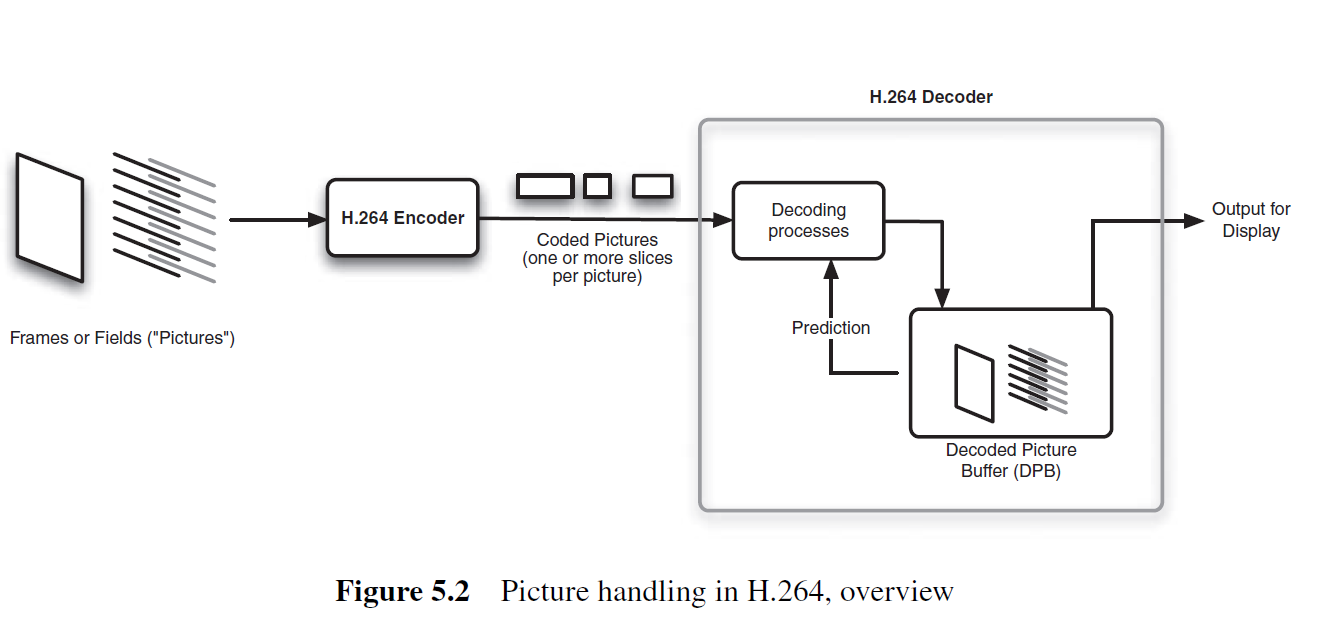 H.264 Decoder
H.264 Encoder
Coded Pictures
(one or more slices
per picture)
Decoding
processes
Output for
Display
Prediction
Frames or Fields ("Pictures")
Decoded Picture
Buffer (DPB)
Figure 5.2 Picture handling in H.264, overview